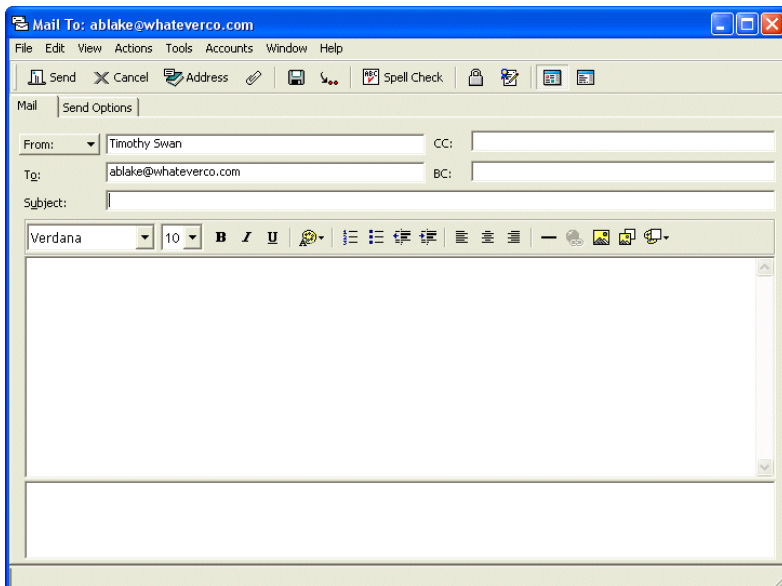 Mail To: ablake@whateverco.com
File Edit View Actions Tools Accounts Window Help
Send Cancel Address ABC Spell Check
Mail Send Options
From: Timothy Swan CC:
To: ablake@whateverco.com BC:
Subject:
Verdana 10 B I U